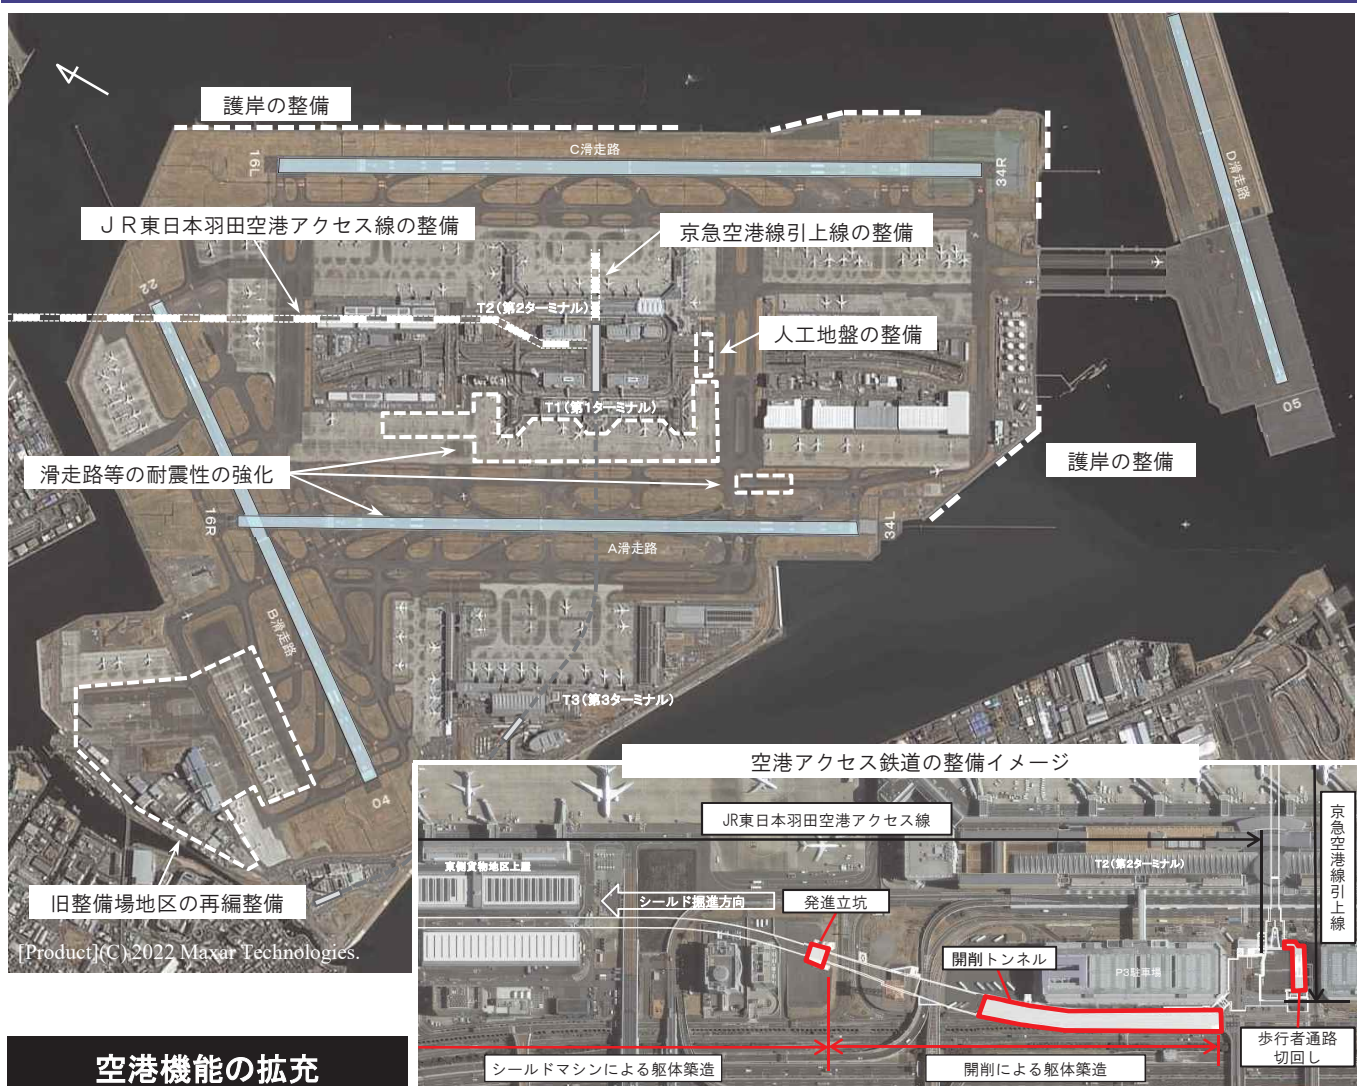 護岸の整備
C滑走路
16L
34R
D滑走路
JR東日本羽田空港アクセス線の整備
京急空港線引上線の整備
22
T2(第2ターミナル)
人工地盤の整備
T1(第1ターミナル)
05
護岸の整備
滑走路等の耐震性の強化
16R
34L
A滑走路
B滑走路
T3(第3ターミナル)
04
旧整備場地区の再編整備
[Product](C) 2022 Maxar Technologies.
空港機能の拡充
空港アクセス鉄道の整備イメージ
JR東日本羽田空港アクセス線
京急空港線引上線
東側貨物地区上屋
T2(第2ターミナル)
シールド掘進方向
発進立坑
開削トンネル
P3駐車場
歩行者通路
切回し
シールドマシンによる躯体築造
開削による躯体築造